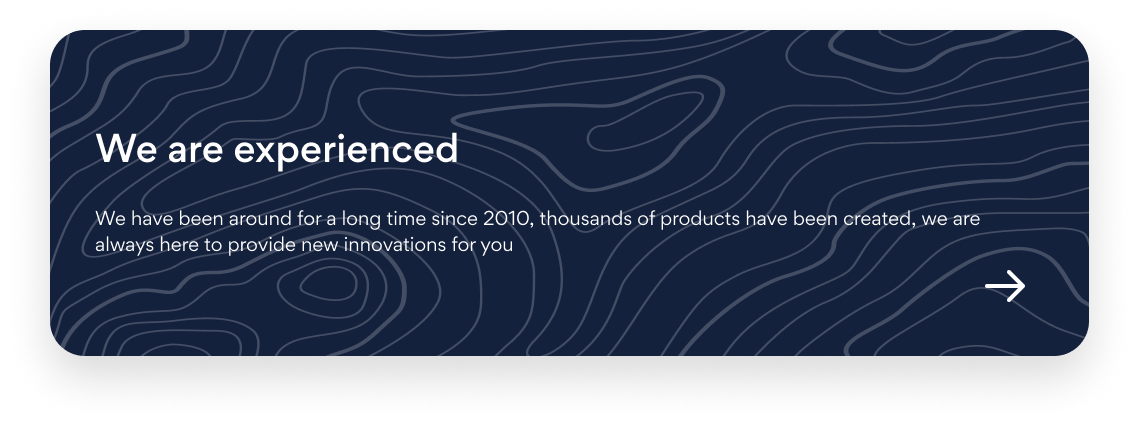 We are experienced
We have been around for a long time since 2010, thousands of products have been created, we are
always here to provide new innovations for you